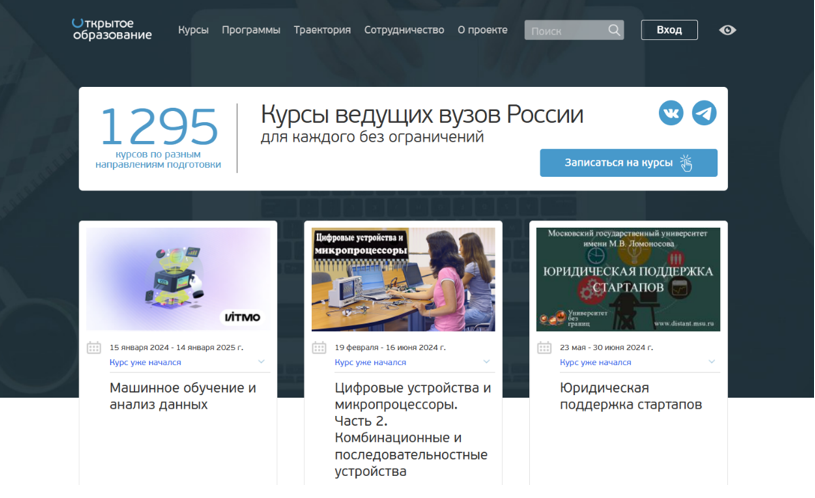 Открытое
образование
Курсы Программы Траектория Сотрудничество О проекте Поиск Вход
1295
курсов по разным
направлениям подготовки
Курсы ведущих вузов России
для каждого без ограничений
Записаться на курсы
ИТМО
15 января 2024 - 14 января 2025 г.
Курс уже начался
Машинное обучение и
анализ данных
Цифровые устройства и
микропроцессоры
19 февраля - 16 июня 2024 г.
Курс уже начался
Цифровые устройства и
микропроцессоры.
Часть 2.
Комбинационные и
последовательностные
устройства
Московский государственный университет
имени М.В. Ломоносова
ЮРИДИЧЕСКАЯ ПОДДЕРЖКА
СТАРТАПОВ
Университет
без
границ
www.distant.msu.ru
23 мая - 30 июня 2024 г.
Курс уже начался
Юридическая
поддержка стартапов